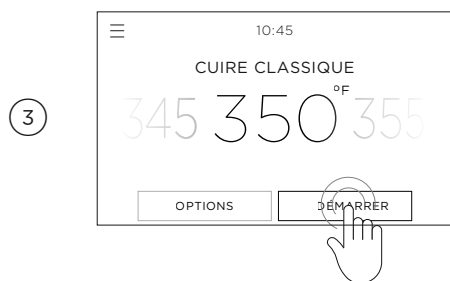 10:45
CUIRE CLASSIQUE
345 350°F 355
3
OPTIONS DÉMARRER